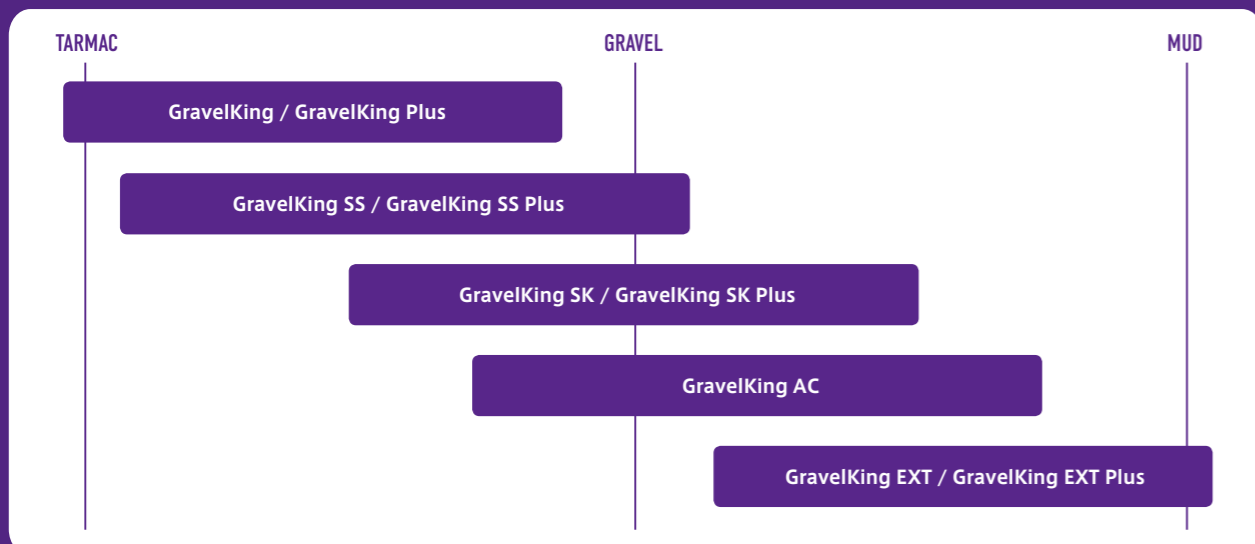 TARMAC GRAVEL MUD
GravelKing / GravelKing Plus
GravelKing SS / GravelKing SS Plus
GravelKing SK / GravelKing SK Plus
GravelKing AC
GravelKing EXT / GravelKing EXT Plus